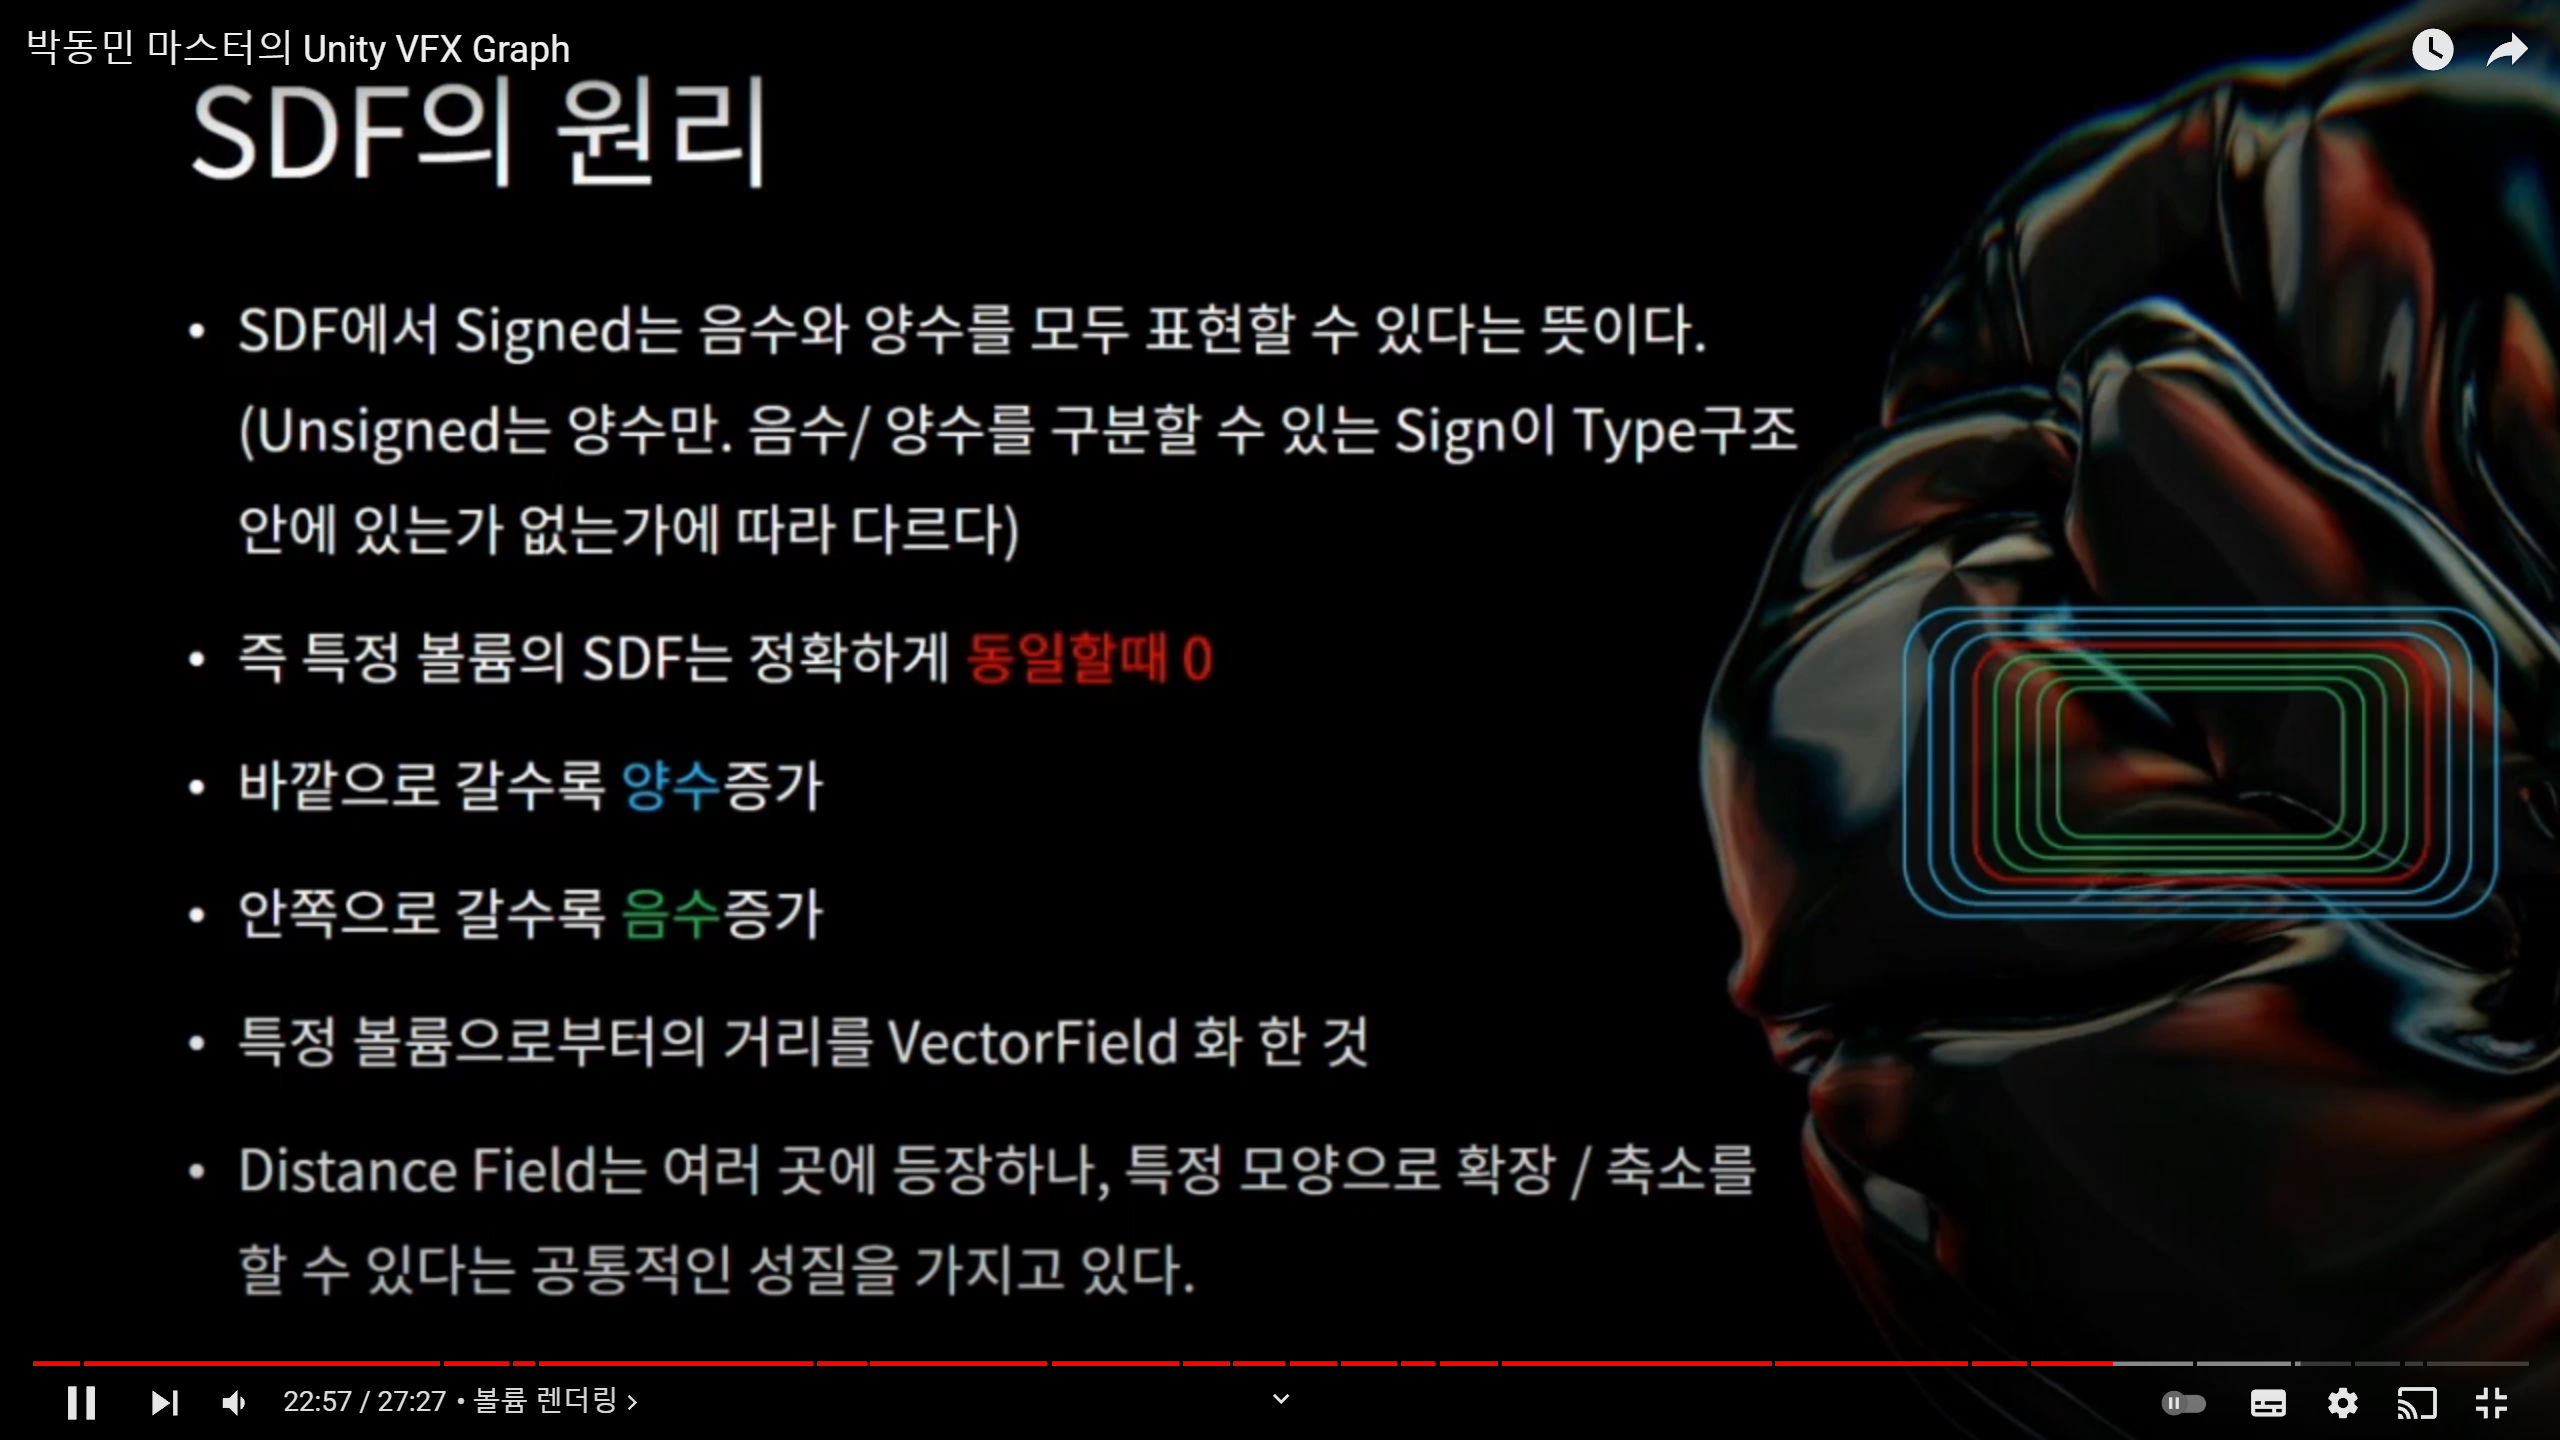 박동민 마스터의 Unity VFX Graph
SDF의 원리
• SDF에서 Signed는 음수와 양수를 모두 표현할 수 있다는 뜻이다.
(Unsigned는 양수만. 음수/ 양수를 구분할 수 있는 Sign이 Type구조
안에 있는가 없는가에 따라 다르다)
• 즉 특정 볼륨의 SDF는 정확하게 동일할때 0
• 바깥으로 갈수록 양수증가
• 안쪽으로 갈수록 음수증가
• 특정 볼륨으로부터의 거리를 VectorField 화 한 것
• Distance Field는 여러 곳에 등장하나, 특정 모양으로 확장 / 축소를
할 수 있다는 공통적인 성질을 가지고 있다.
22:57 / 27:27 • 볼륨 렌더링 ›